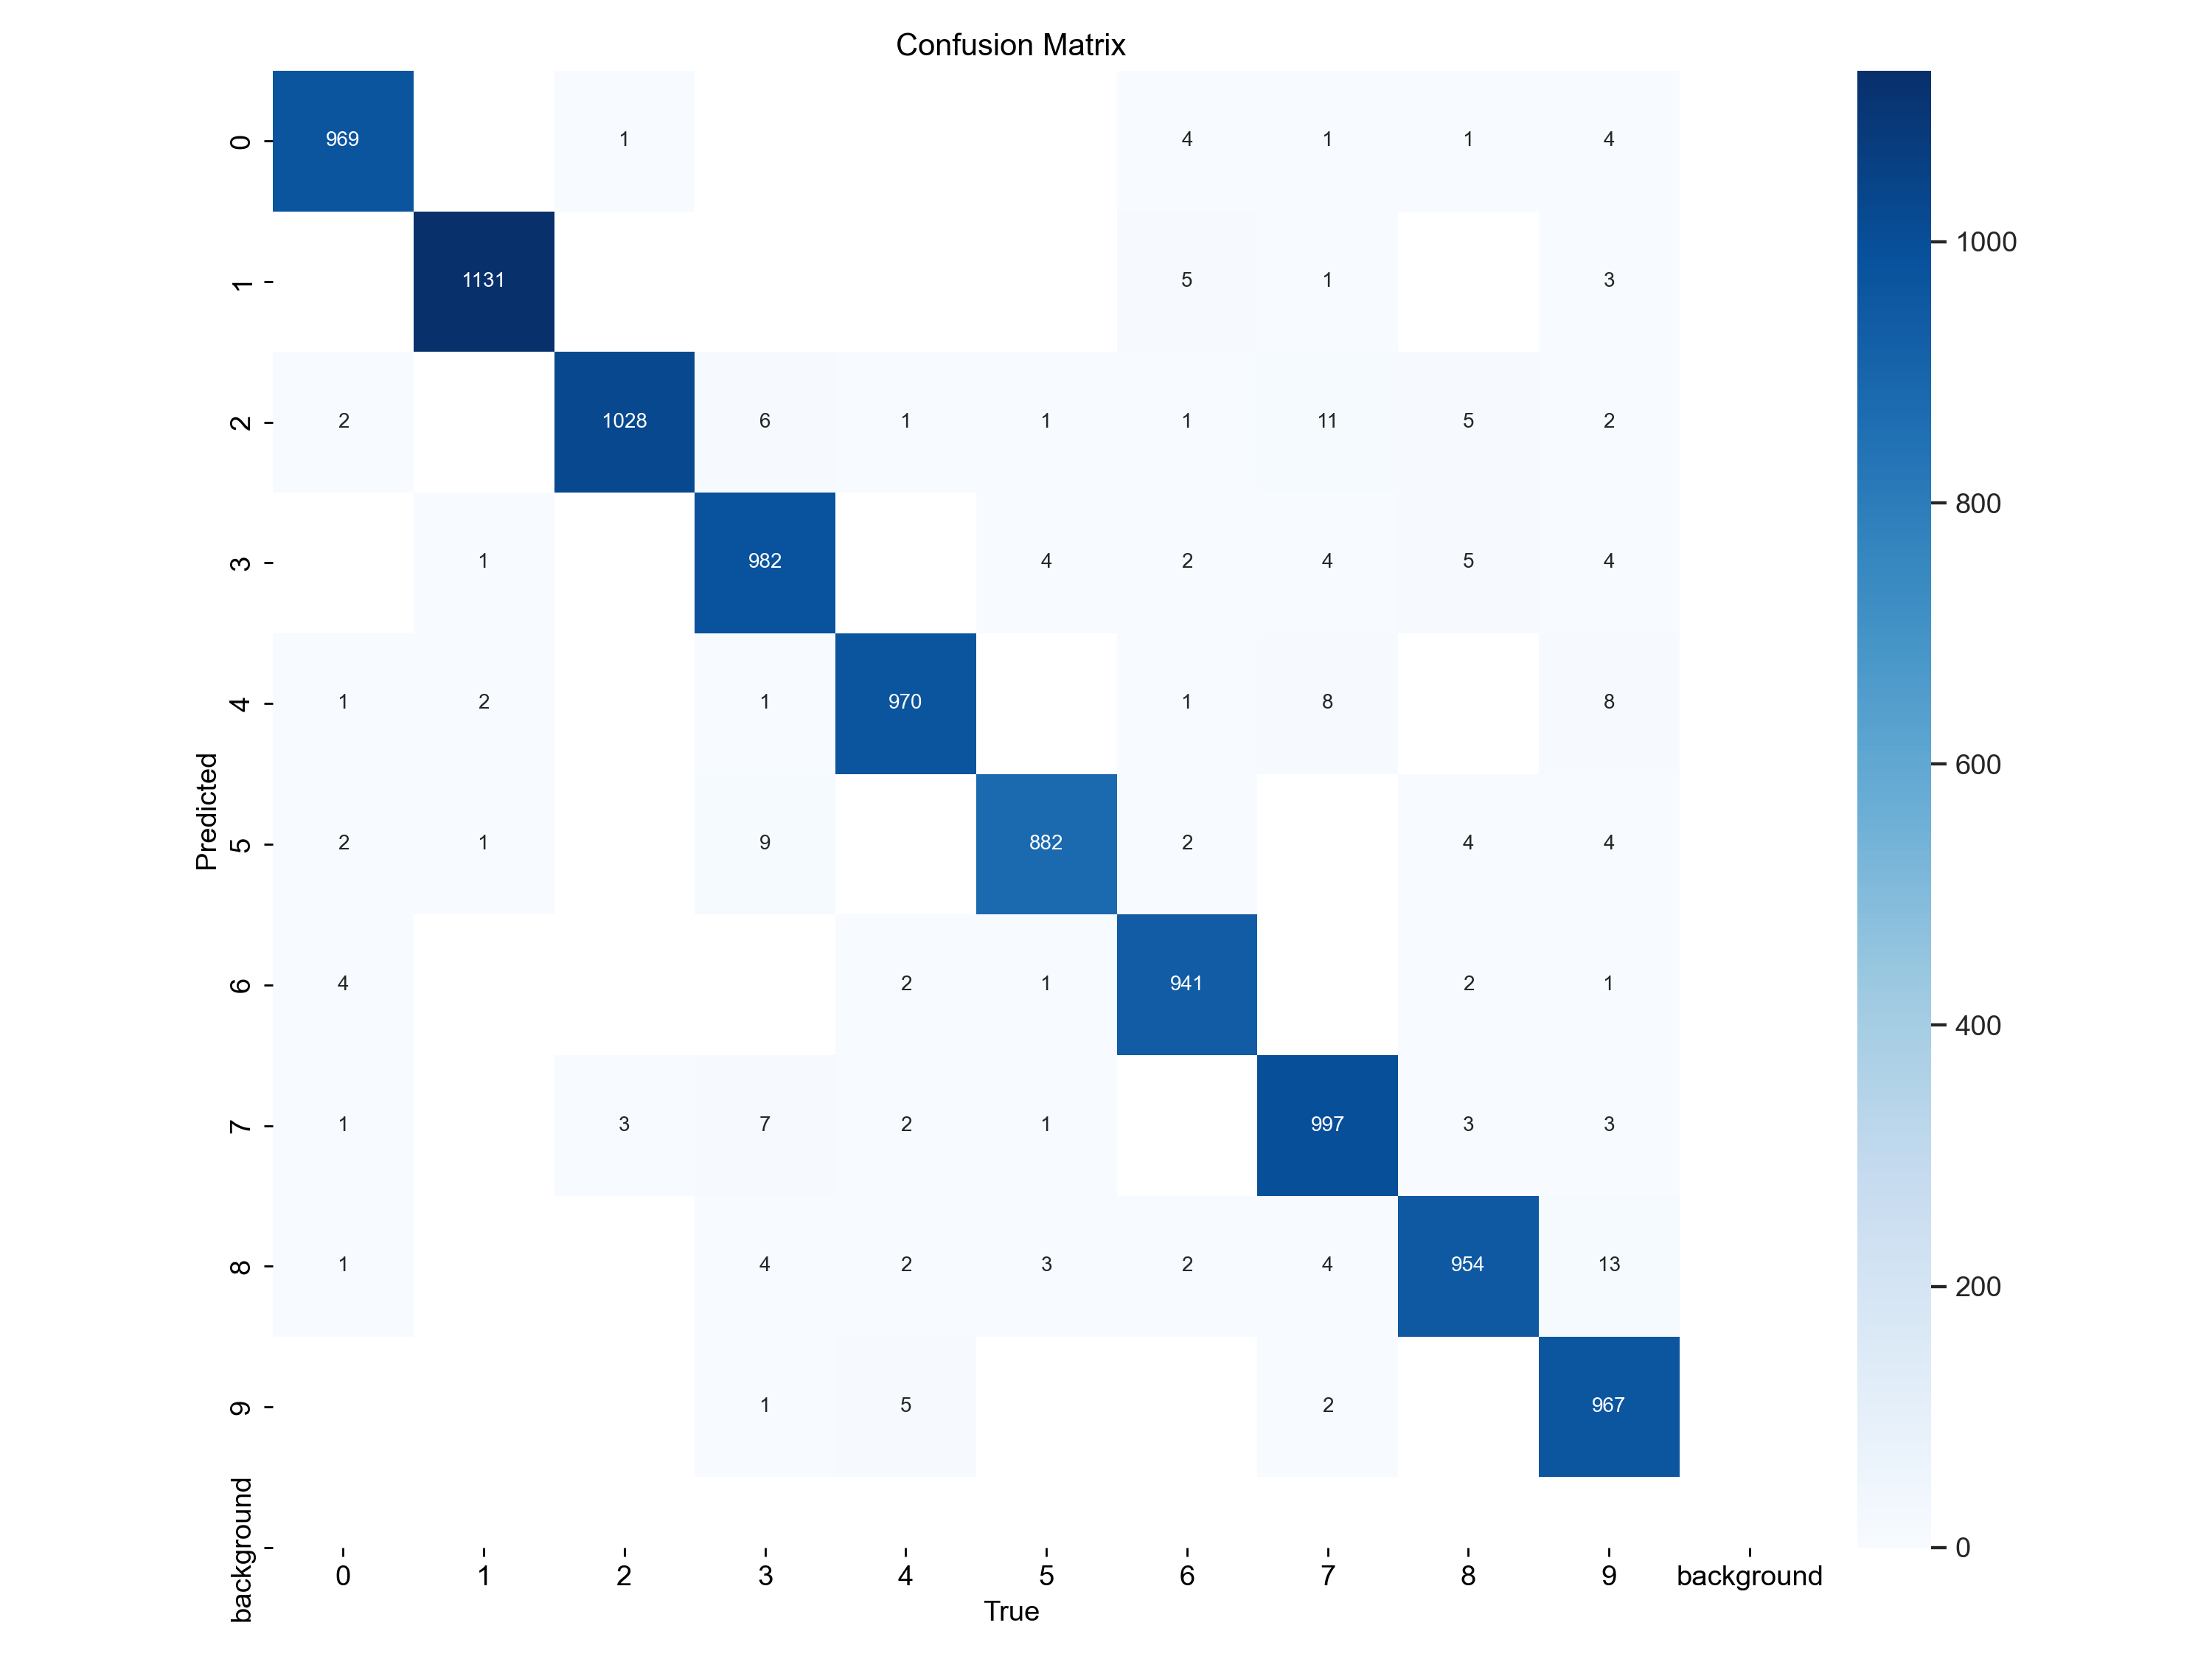 Confusion Matrix
0 969 1 4 1 1 4
1 1131 5 1 3
2 2 1028 6 1 1 1 11 5 2
3 1 982 4 2 4 5 4
4 1 2 1 970 1 8 8
5 2 1 9 882 2 4 4
6 4 2 1 941 2 1
7 1 3 7 2 1 997 3 3
8 1 4 2 3 2 4 954 13
9 1 5 2 967
background
0 1 2 3 4 5 6 7 8 9 background
True
Predicted
1000
800
600
400
200
0